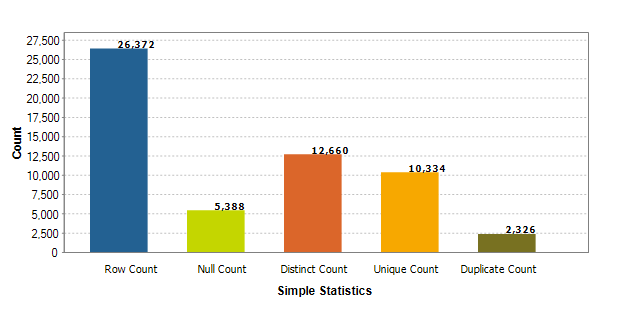 27,500
25,000
22,500
20,000
17,500
15,000
12,500
10,000
7,500
5,000
2,500
0
Count
26,372
5,388
12,660
10,334
2,326
Row Count
Null Count
Distinct Count
Unique Count
Duplicate Count
Simple Statistics